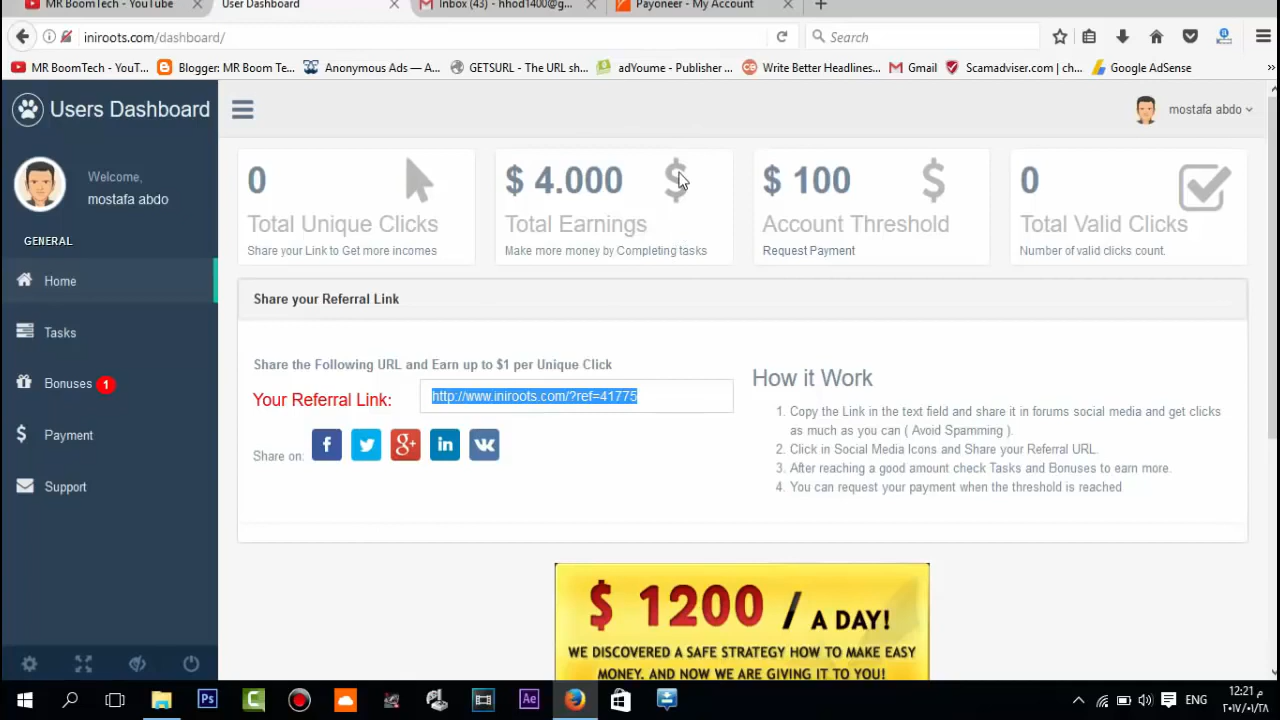 MR BoomTech - YouTube
User Dashboard
Inbox (43) - hhod1400@g...
Payoneer - My Account
iniroots.com/dashboard/
Search
MR BoomTech - YouT...
Blogger: MR Boom Te...
Anonymous Ads — A...
GETSURL - The URL sh...
adYoume - Publisher ...
Write Better Headlines...
Gmail
Scamadviser.com | ch...
Google AdSense
Users Dashboard
mostafa abdo
Welcome,
mostafa abdo
GENERAL
Home
Tasks
Bonuses 1
Payment
Support
0
Total Unique Clicks
Share your Link to Get more incomes
$ 4.000
Total Earnings
Make more money by Completing tasks
$ 100
Account Threshold
Request Payment
0
Total Valid Clicks
Number of valid clicks count.
Share your Referral Link
Share the Following URL and Earn up to $1 per Unique Click
Your Referral Link: http://www.iniroots.com/?ref=41775
Share on:
How it Work
1. Copy the Link in the text field and share it in forums social media and get clicks
as much as you can ( Avoid Spamming ).
2. Click in Social Media Icons and Share your Referral URL.
3. After reaching a good amount check Tasks and Bonuses to earn more.
4. You can request your payment when the threshold is reached
$ 1200 / A DAY!
WE DISCOVERED A SAFE STRATEGY HOW TO MAKE EASY
MONEY. AND NOW WE ARE GIVING IT TO YOU!
ENG
12:21 م
٢٠١٧/٠١/٢٨